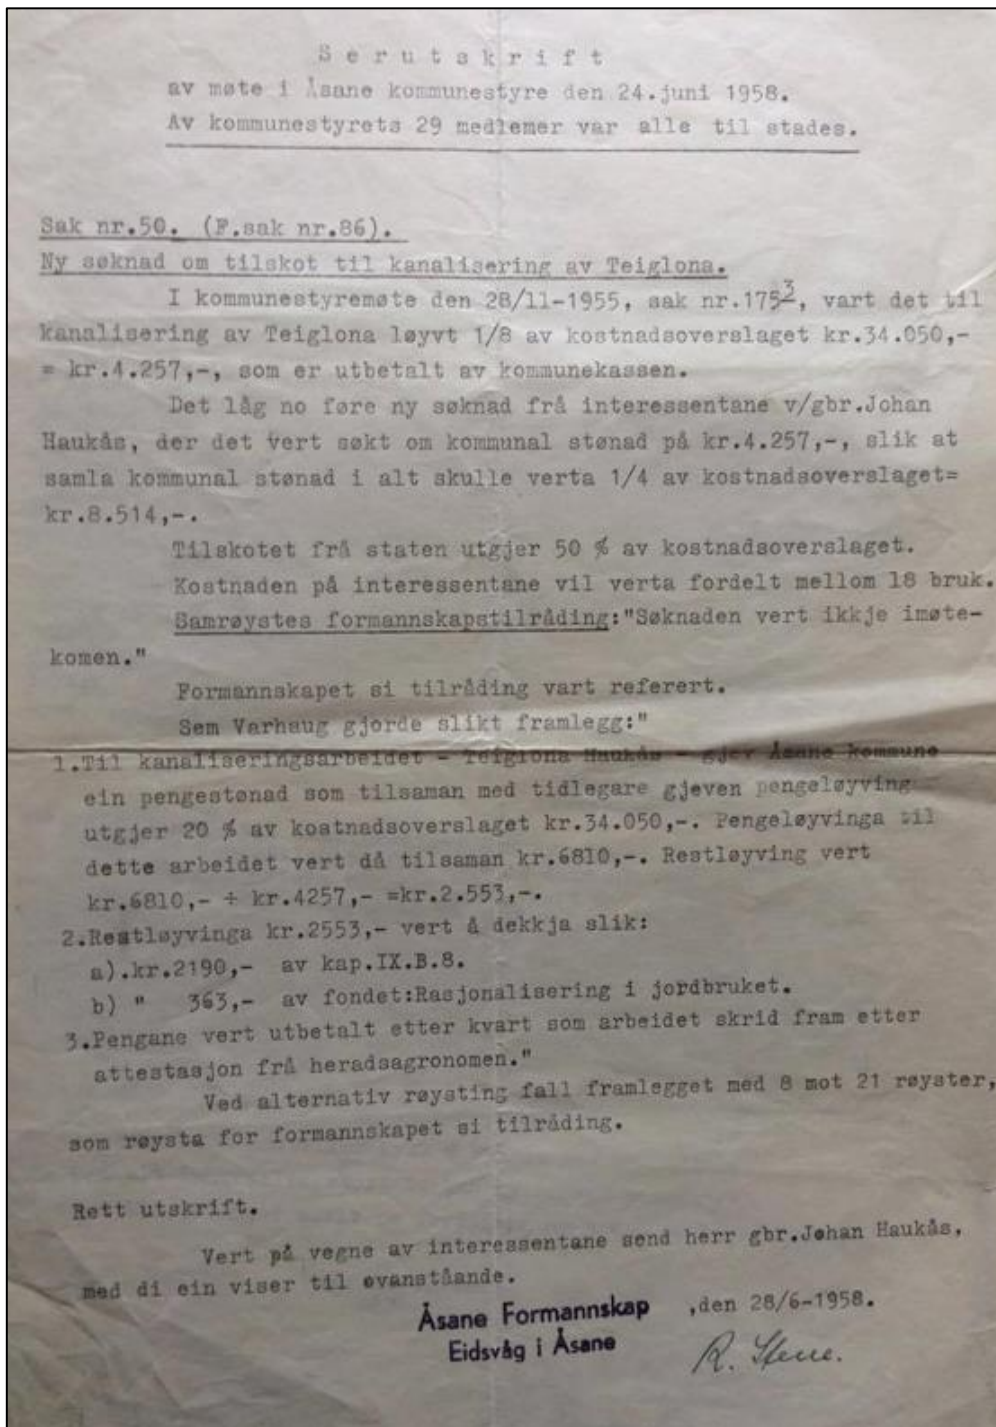 S e r u t s k r i f t
av møte i Åsane kommunestyre den 24.juni 1958.
Av kommunestyrets 29 medlemer var alle til stades.
Sak nr.50. (F.sak nr.86).
Ny søknad om tilskot til kanalisering av Teiglona.
I kommunestyremøte den 28/11-1955, sak nr.175³, vart det til
kanalisering av Teiglona løyvt 1/8 av kostnadsoverslaget kr.34.050,-
= kr.4.257,-, som er utbetalt av kommunekassen.
Det låg no føre ny søknad frå interessentane v/gbr.Johan
Haukås, der det vert søkt om kommunal stønad på kr.4.257,-, slik at
samla kommunal stønad i alt skulle verta 1/4 av kostnadsoverslaget=
kr.8.514,-.
Tilskotet frå staten utgjer 50 % av kostnadsoverslaget.
Kostnaden på interessentane vil verta fordelt mellom 18 bruk.
Samrøystes formannskapstilråding:"Søknaden vert ikkje imøte-
komen."
Formannskapet si tilråding vart referert.
Sem Varhaug gjorde slikt framlegg:"
1.Til kanaliseringsarbeidet - Teiglona Haukås - gjev Åsane kommune
ein pengestønad som tilsaman med tidlegare gjeven pengeløyving
utgjer 20 % av kostnadsoverslaget kr.34.050,-. Pengeløyvinga til
dette arbeidet vert då tilsaman kr.6810,-. Restløyving vert
kr.6810,- ÷ kr.4257,- =kr.2.553,-.
2.Restløyvinga kr.2553,- vert å dekkja slik:
a).kr.2190,- av kap.IX.B.8.
b) " 363,- av fondet:Rasjonalisering i jordbruket.
3.Pengane vert utbetalt etter kvart som arbeidet skrid fram etter
attestasjon frå heradsagronomen."
Ved alternativ røysting fall framlegget med 8 mot 21 røyster,
som røysta for formannskapet si tilråding.
Rett utskrift.
Vert på vegne av interessentane send herr gbr.Johan Haukås,
med di ein viser til ovanståande.
Åsane Formannskap ,den 28/6-1958.
Eidsvåg i Åsane R. Stene.